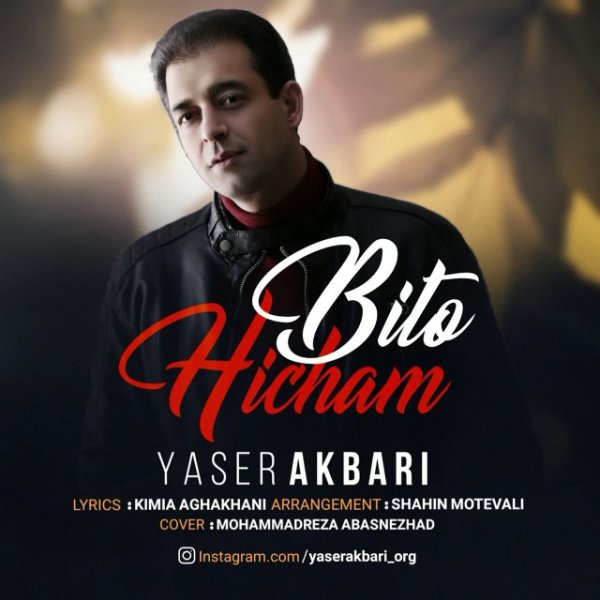 Bito
Hicham
YASER AKBARI
LYRICS : KIMIA AGHAKHANI ARRANGEMENT : SHAHIN MOTEVALI
COVER : MOHAMMADREZA ABASNEZHAD
Instagram.com/yaserakbari_org